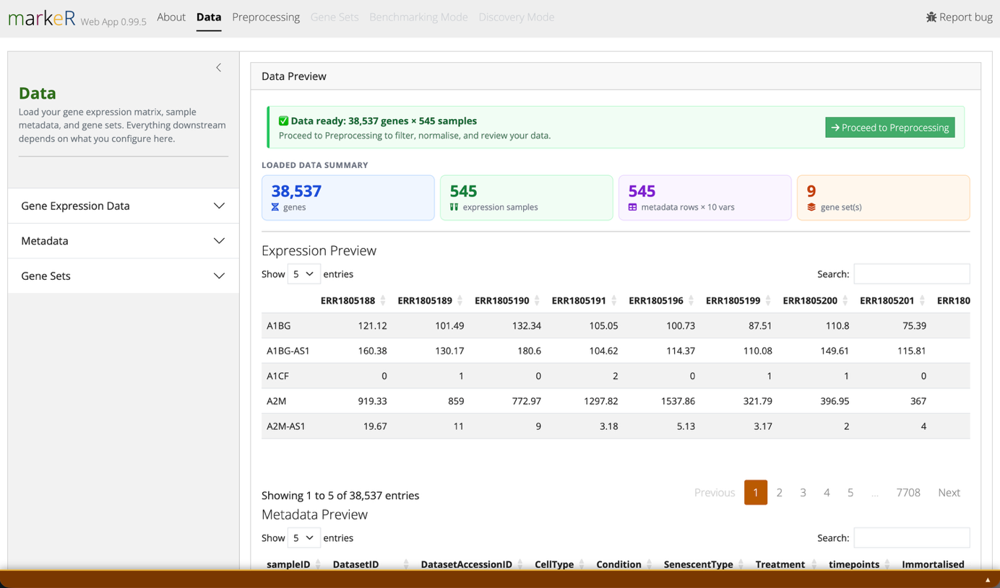 markeR Web App 0.99.5 About Data Preprocessing Gene Sets Benchmarking Mode Discovery Mode Report bug
Data
Load your gene expression matrix, sample
metadata, and gene sets. Everything downstream
depends on what you configure here.
Gene Expression Data
Metadata
Gene Sets
Data Preview
✅ Data ready: 38,537 genes × 545 samples
Proceed to Preprocessing to filter, normalise, and review your data.
→ Proceed to Preprocessing
LOADED DATA SUMMARY
38,537
genes
545
expression samples
545
metadata rows × 10 vars
9
gene set(s)
Expression Preview
Show 5 entries Search:
ERR1805188 ERR1805189 ERR1805190 ERR1805191 ERR1805196 ERR1805199 ERR1805200 ERR1805201 ERR180
A1BG 121.12 101.49 132.34 105.05 100.73 87.51 110.8 75.39
A1BG-AS1 160.38 130.17 180.6 104.62 114.37 110.08 149.61 115.81
A1CF 0 1 0 2 0 1 1 0
A2M 919.33 859 772.97 1297.82 1537.86 321.79 396.95 367
A2M-AS1 19.67 11 9 3.18 5.13 3.17 2 4
Showing 1 to 5 of 38,537 entries
Previous 1 2 3 4 5 … 7708 Next
Metadata Preview
Show 5 entries Search:
sampleID DatasetID DatasetAccessionID CellType Condition SenescentType Treatment timepoints Immortalised